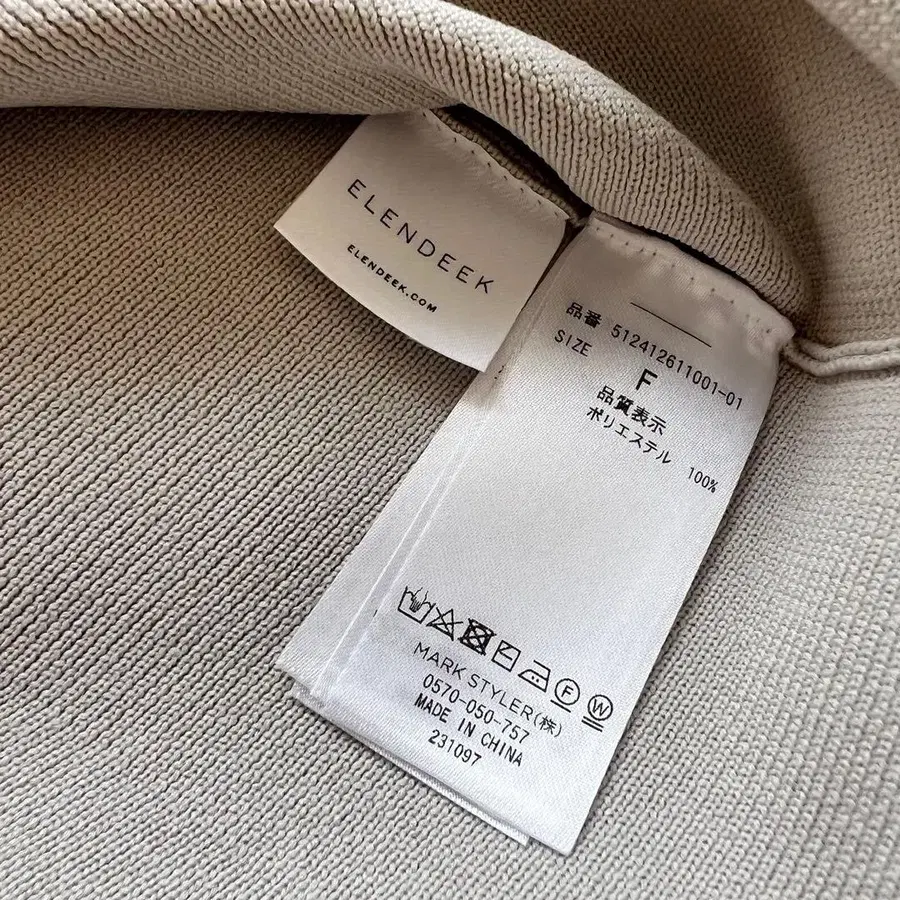 ELENDEEK
ELENDEEK.COM
品番 512412611001-01
SIZE
F
品質表示
ポリエステル 100%
F W
MARK STYLER(株)
0570-050-757
MADE IN CHINA
231097